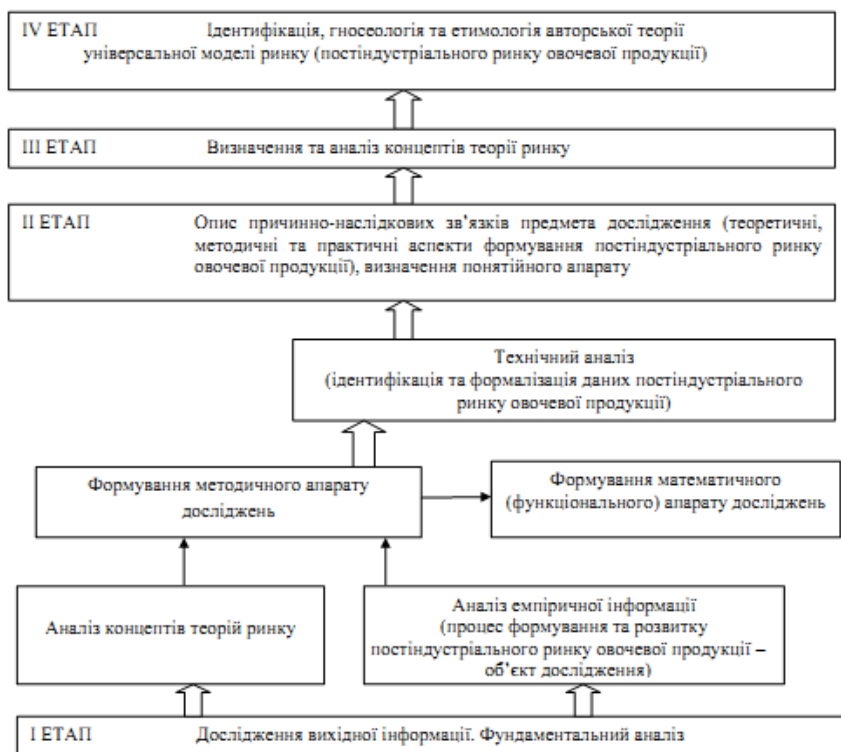 IV ЕТАП Ідентифікація, гносеологія та етимологія авторської теорії
універсальної моделі ринку (постіндустріального ринку овочевої продукції)
III ЕТАП Визначення та аналіз концептів теорії ринку
II ЕТАП Опис причинно-наслідкових зв’язків предмета дослідження (теоретичні,
методичні та практичні аспекти формування постіндустріального ринку
овочевої продукції), визначення понятійного апарату
Технічний аналіз
(ідентифікація та формалізація даних постіндустріального
ринку овочевої продукції)
Формування методичного апарату
досліджень
Формування математичного
(функціонального) апарату досліджень
Аналіз концептів теорій ринку
Аналіз емпіричної інформації
(процес формування та розвитку
постіндустріального ринку овочевої продукції –
об’єкт дослідження)
I ЕТАП Дослідження вихідної інформації. Фундаментальний аналіз